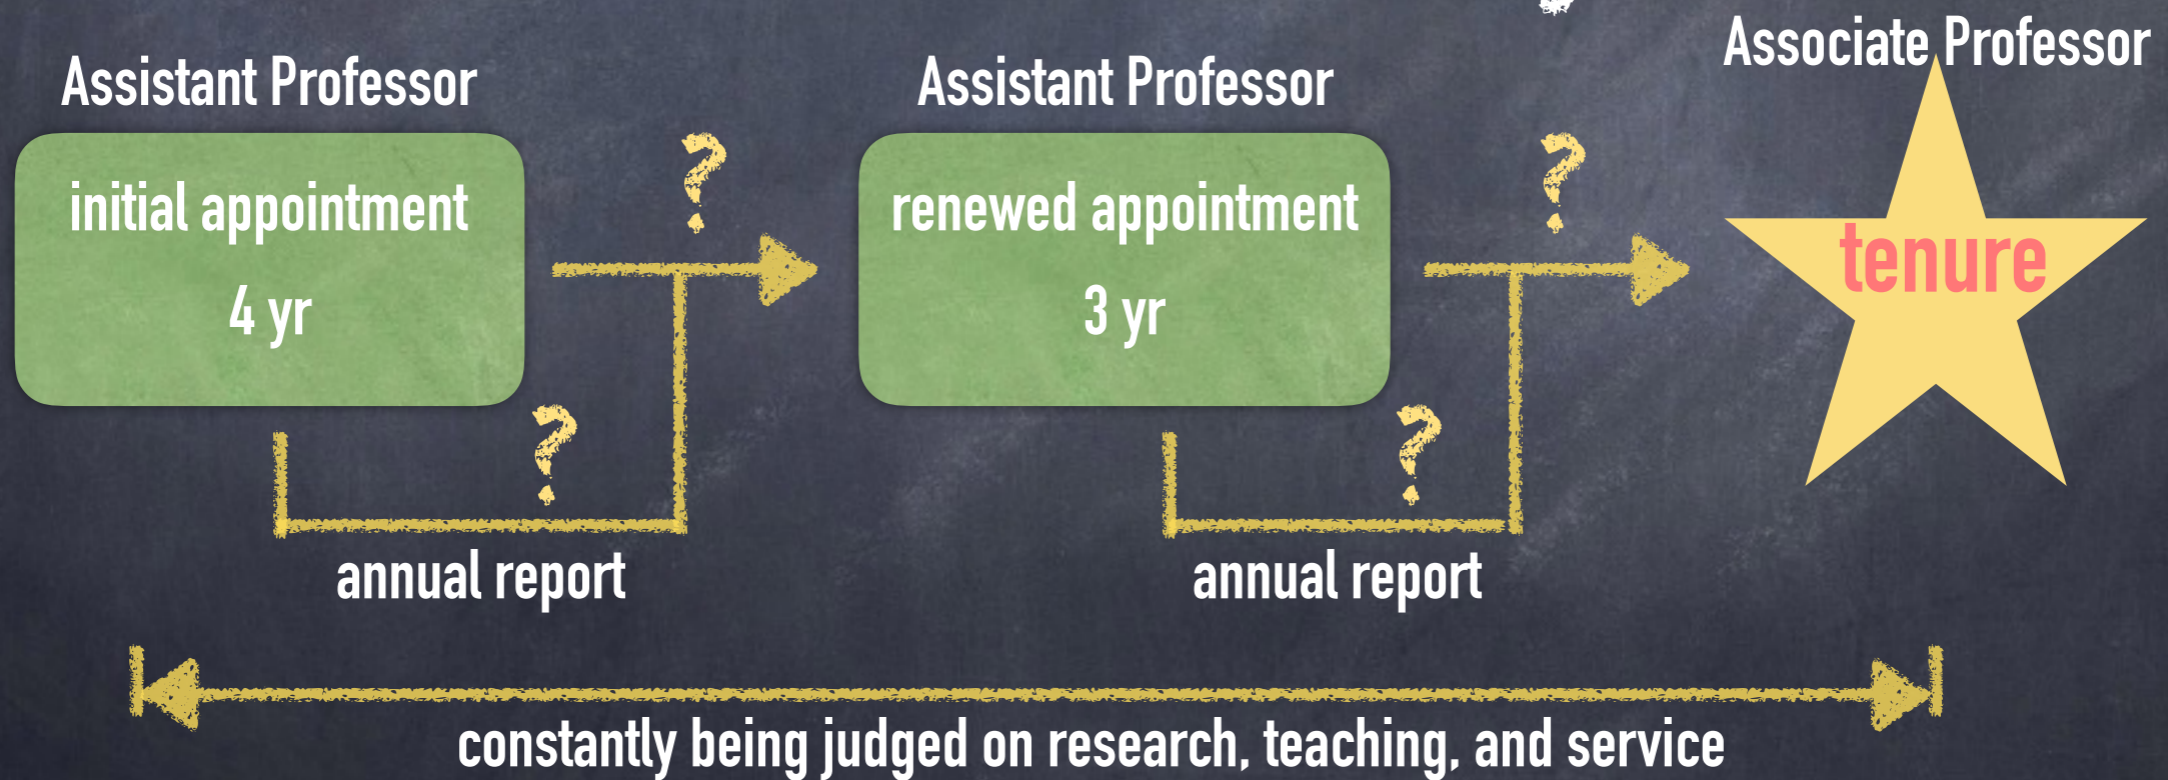 Assistant Professor
initial appointment
4 yr
?
?
annual report
Assistant Professor
renewed appointment
3 yr
?
?
annual report
Associate Professor
tenure
constantly being judged on research, teaching, and service